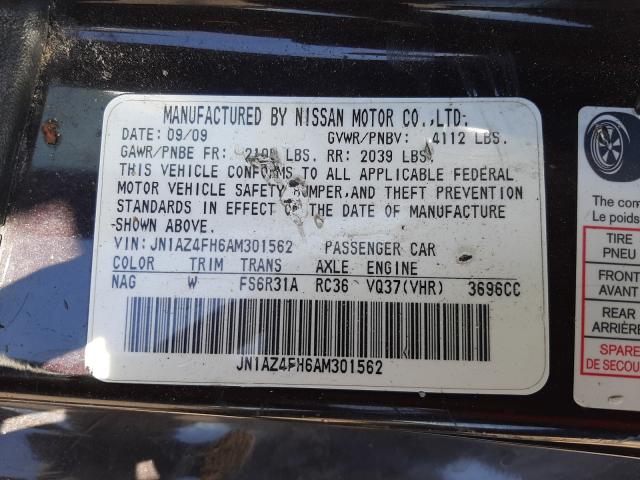 MANUFACTURED BY NISSAN MOTOR CO.,LTD.
DATE: 09/09 GVWR/PNBV: 4112 LBS.
GAWR/PNBE FR: LBS. RR: 2039 LBS.
THIS VEHICLE CONFORMS TO ALL APPLICABLE FEDERAL
MOTOR VEHICLE SAFETY BUMPER, AND THEFT PREVENTION
STANDARDS IN EFFECT ON THE DATE OF MANUFACTURE
SHOWN ABOVE.
VIN: JN1AZ4FH6AM301562 PASSENGER CAR
COLOR TRIM TRANS AXLE ENGINE
NAG W FS6R31A RC36 VQ37(VHR) 3696CC
JN1AZ4FH6AM301562
The com
Le poids
TIRE
PNEU
FRONT
AVANT
REAR
ARRIÈRE
SPARE
DE SECOU